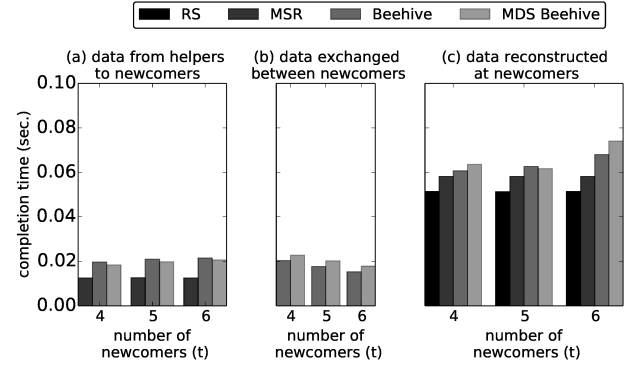 RS MSR Beehive MDS Beehive
(a) data from helpers
to newcomers
(b) data exchanged
between newcomers
(c) data reconstructed
at newcomers
completion time (sec.)
0.10
0.08
0.06
0.04
0.02
0.00
4 5 6
4 5 6
4 5 6
number of
newcomers (t)
number of
newcomers (t)
number of
newcomers (t)